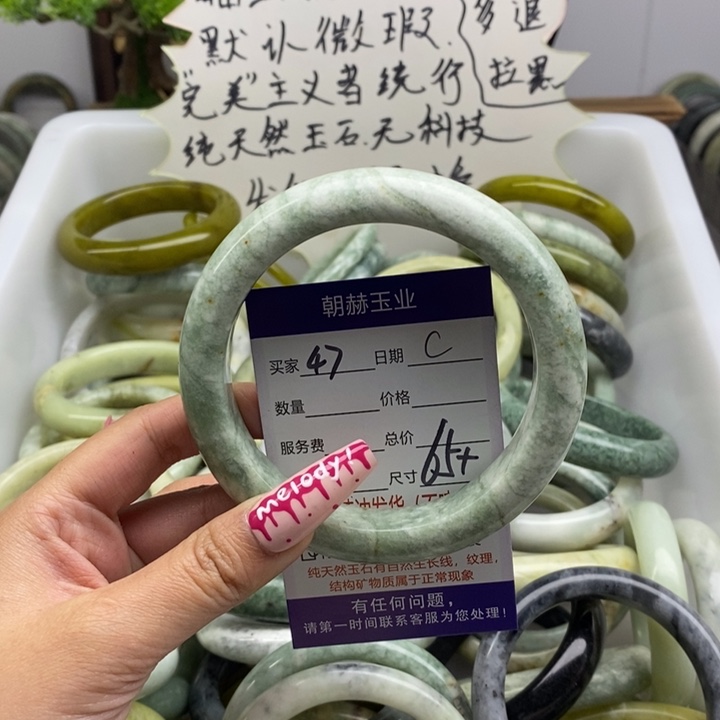 默认微瑕
多退
"完美"主义者绕行
拉黑
纯天然玉石.无科技
朝赫玉业
买家 47 日期 C
数量 价格
服务费 总价
尺寸 65+
melody
纯天然玉石有自然生长线，纹理，
结构矿物质属于正常现象
有任何问题，
请第一时间联系客服为您处理！